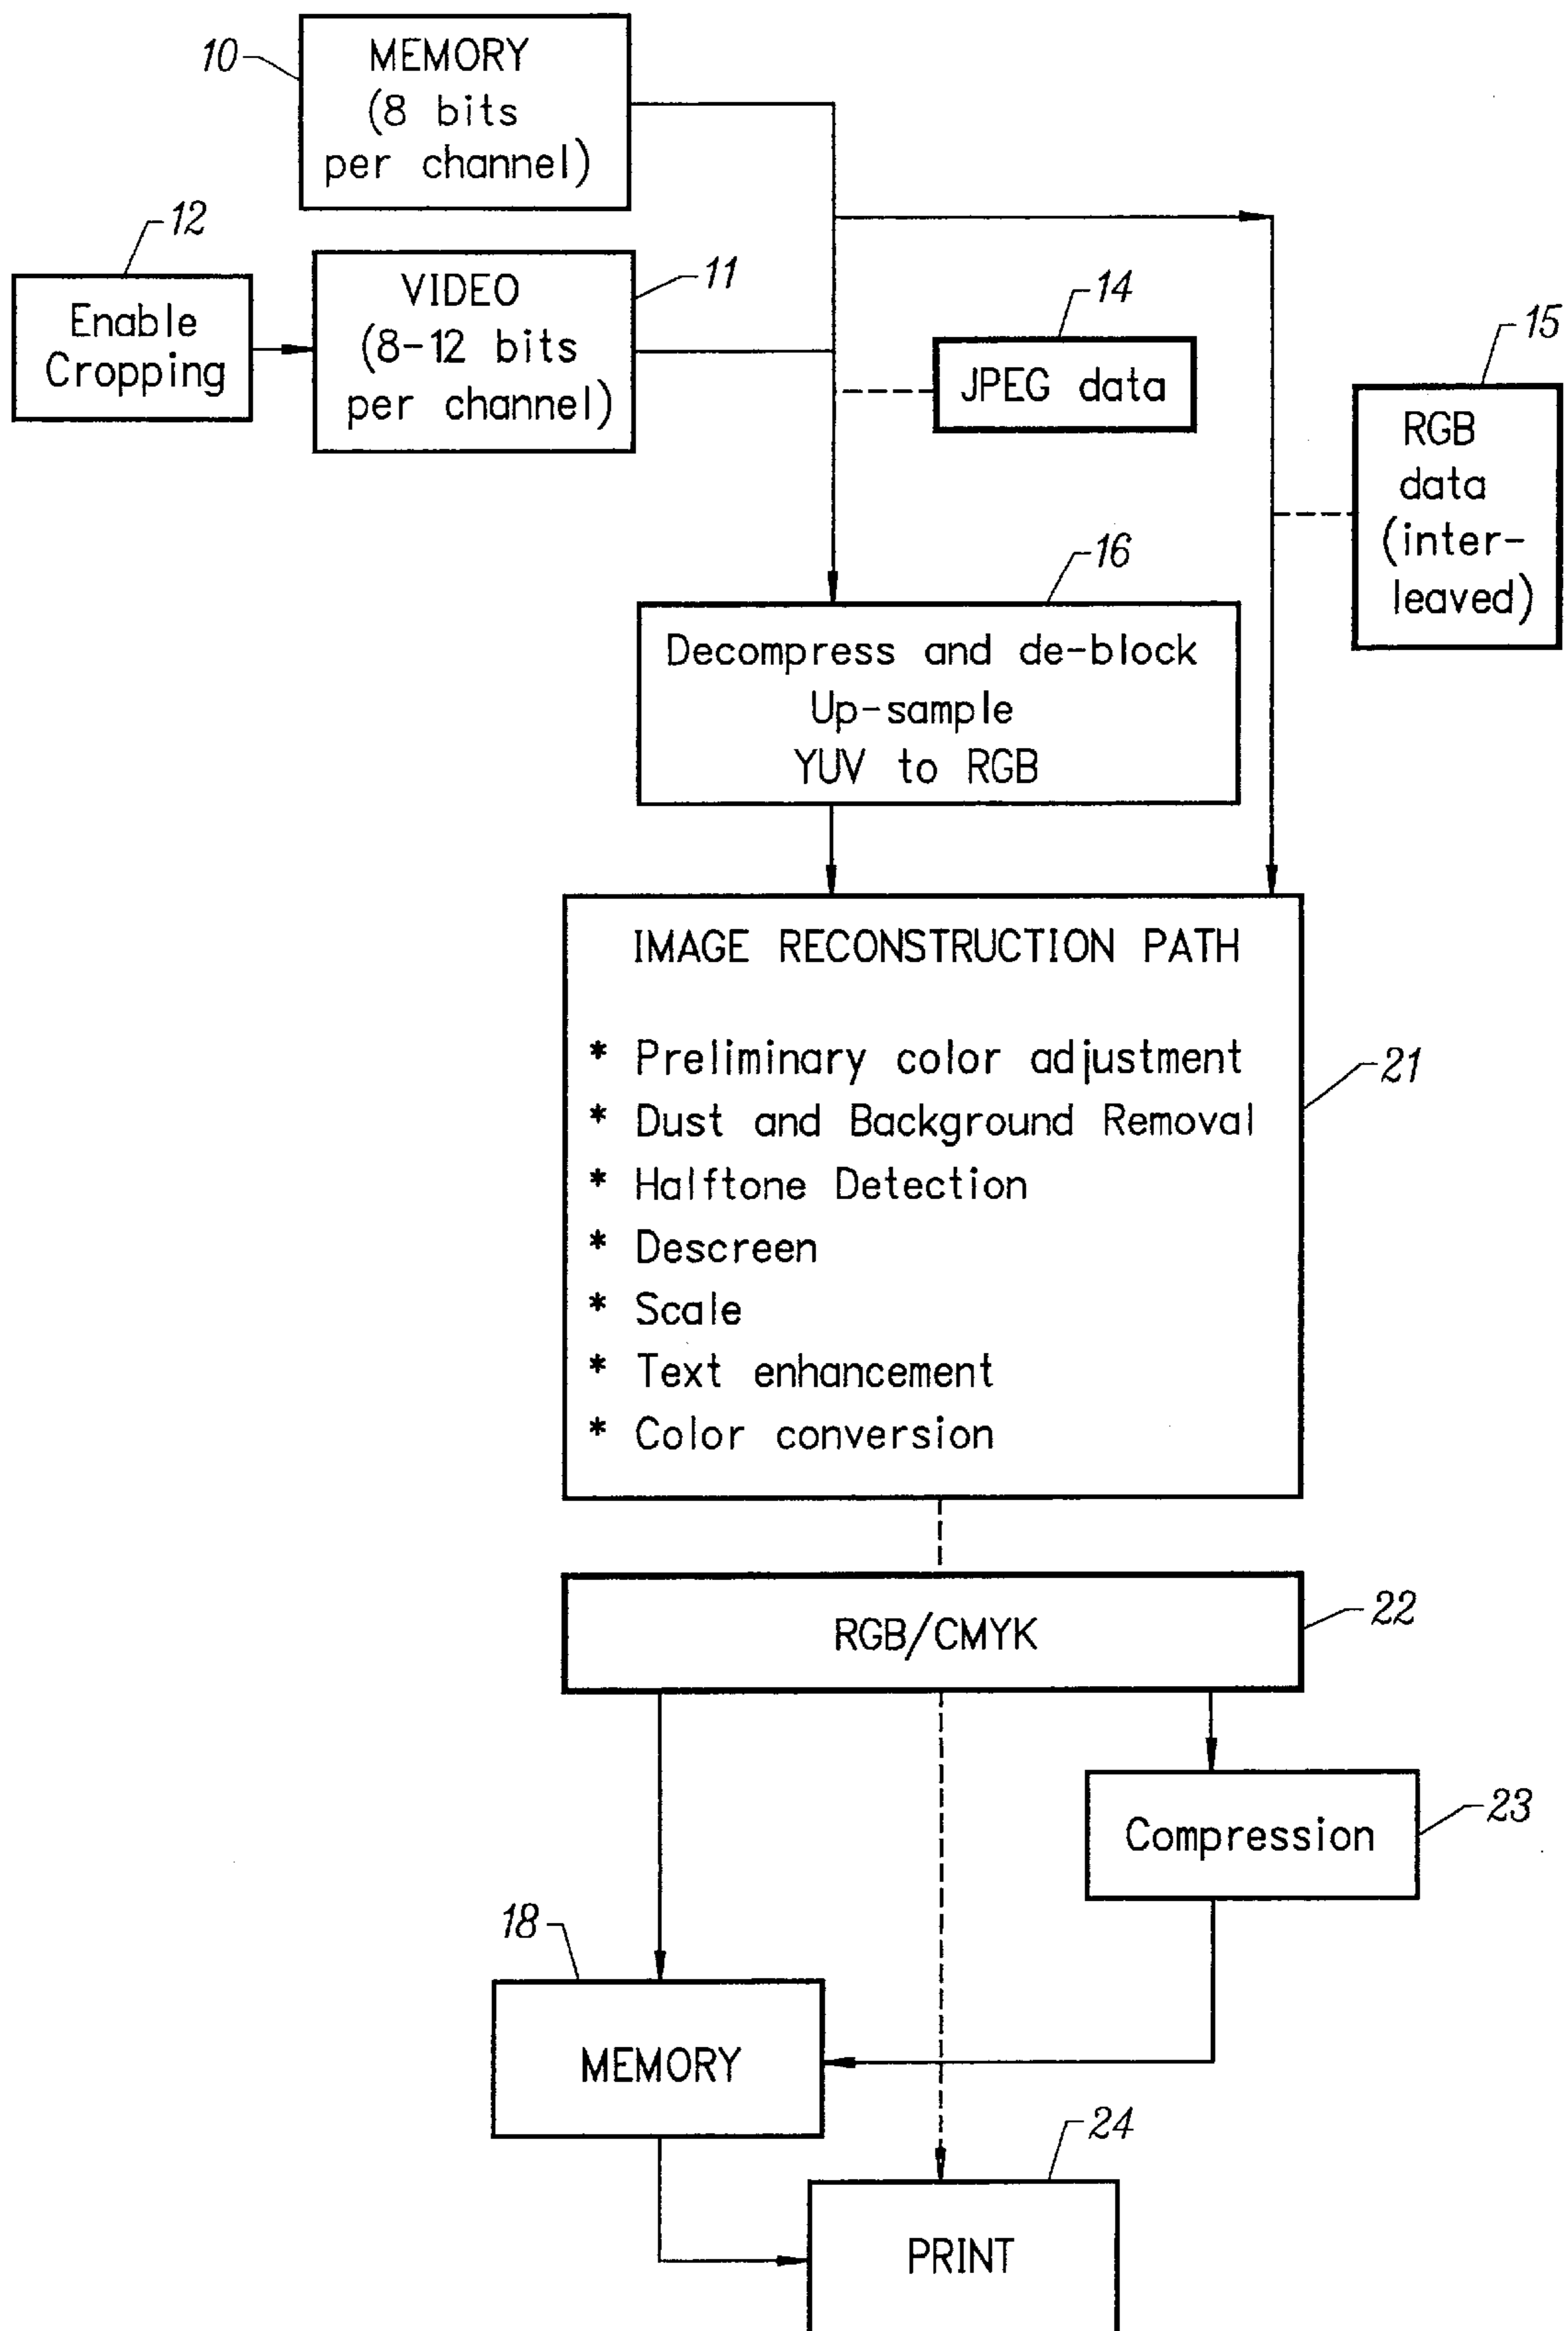 10
MEMORY
(8 bits
per channel)
12
Enable
Cropping
VIDEO
(8-12 bits
per channel)
11
14
JPEG data
15
RGB
data
(inter-
leaved)
16
Decompress and de-block
Up-sample
YUV to RGB
IMAGE RECONSTRUCTION PATH
* Preliminary color adjustment
* Dust and Background Removal
* Halftone Detection
* Descreen
* Scale
* Text enhancement
* Color conversion
21
RGB/CMYK
22
Compression
23
18
MEMORY
24
PRINT